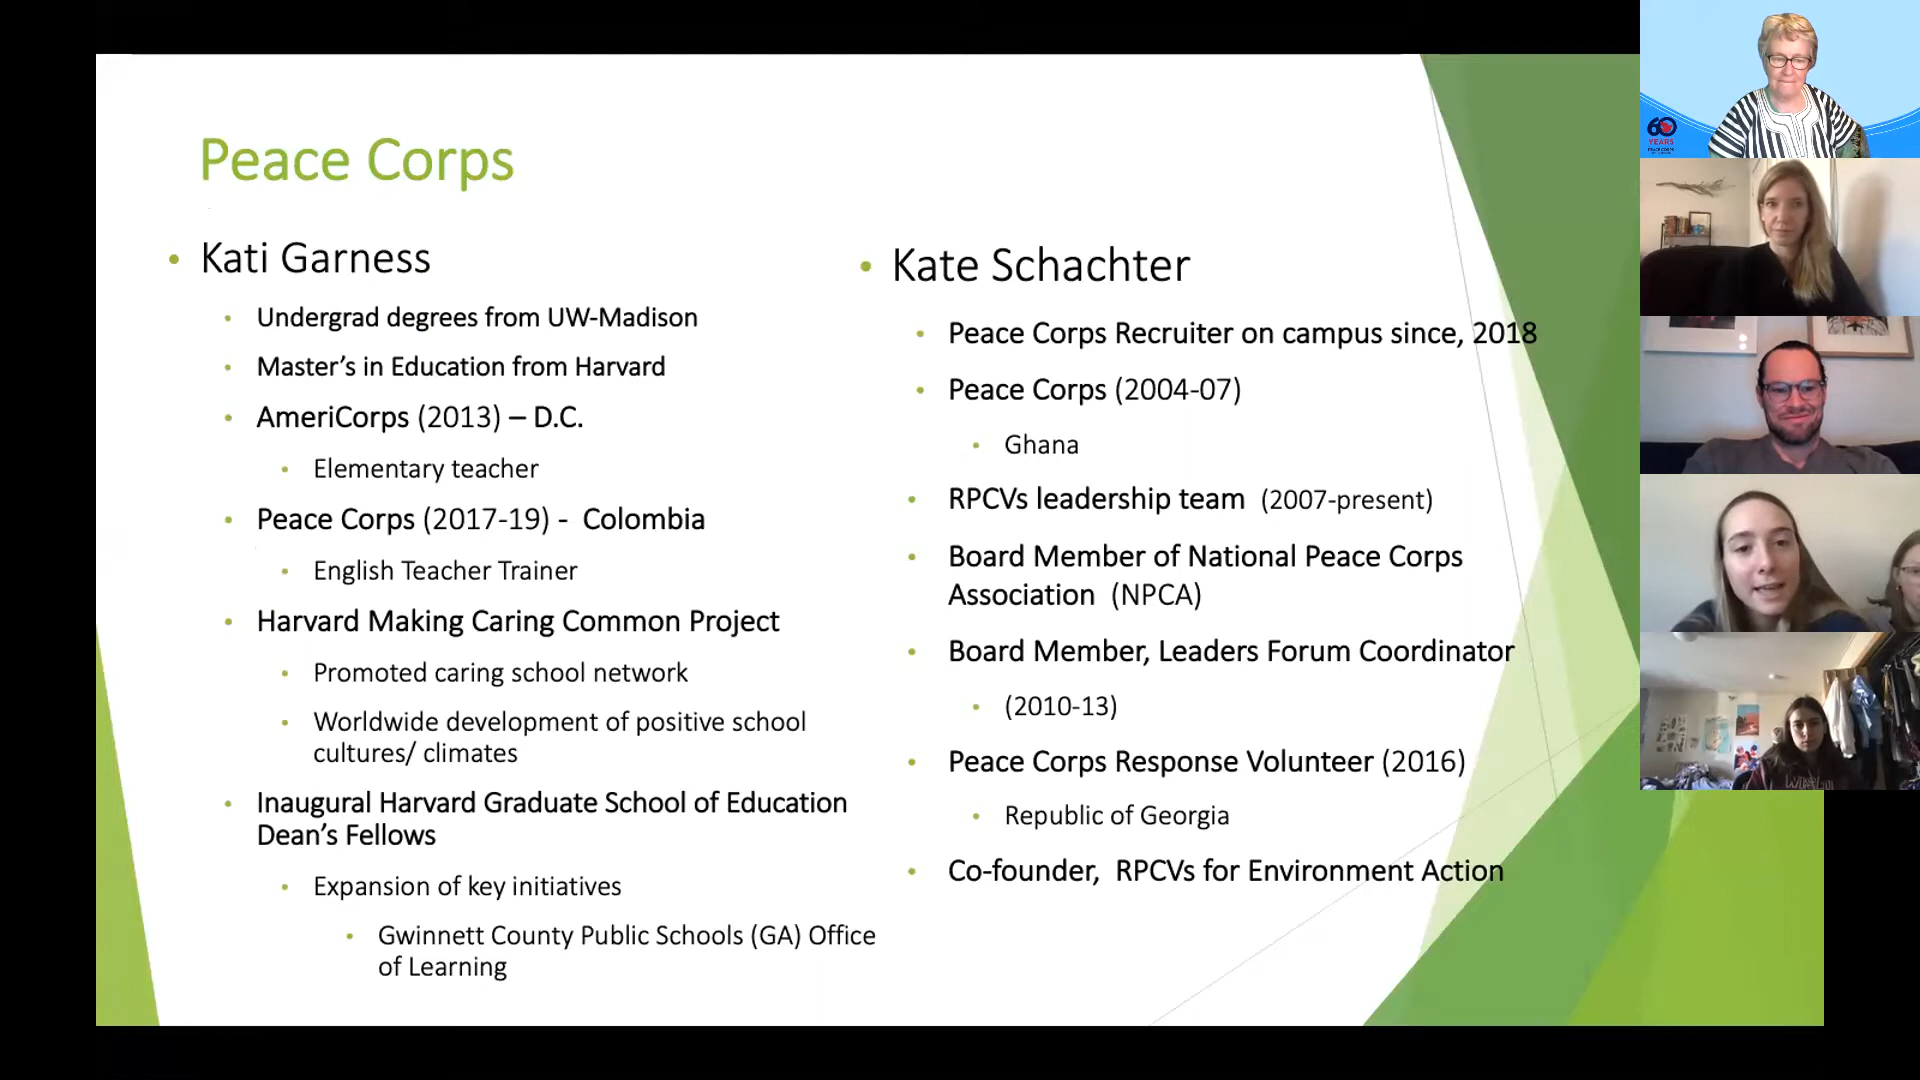 Peace Corps
• Kati Garness
• Undergrad degrees from UW-Madison
• Master's in Education from Harvard
• AmeriCorps (2013) – D.C.
• Elementary teacher
• Peace Corps (2017-19) - Colombia
• English Teacher Trainer
• Harvard Making Caring Common Project
• Promoted caring school network
• Worldwide development of positive school
cultures/ climates
• Inaugural Harvard Graduate School of Education
Dean's Fellows
• Expansion of key initiatives
• Gwinnett County Public Schools (GA) Office
of Learning
• Kate Schachter
• Peace Corps Recruiter on campus since, 2018
• Peace Corps (2004-07)
• Ghana
• RPCVs leadership team (2007-present)
• Board Member of National Peace Corps
Association (NPCA)
• Board Member, Leaders Forum Coordinator
• (2010-13)
• Peace Corps Response Volunteer (2016)
• Republic of Georgia
• Co-founder, RPCVs for Environment Action
60
YEARS
PEACE CORPS